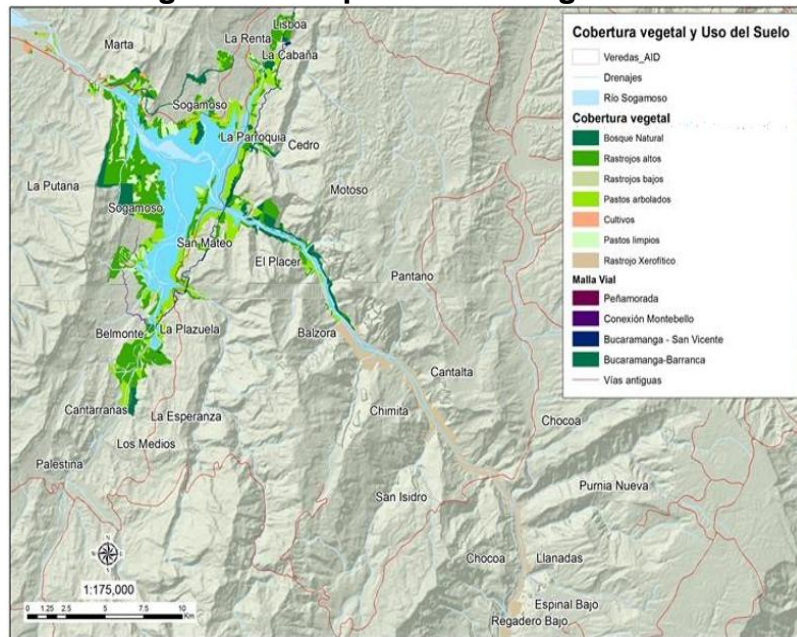 Lisboa
La Renta
Marta
La Cabaña
Sogamoso
La Parroquia
Cedro
La Putana
Motoso
Sogamoso
San Mateo
El Placer
Pantano
Belmonte
La Plazuela
Balzora
Cantalta
Cantarranas
La Esperanza
Chimita
Chocoa
Los Medios
Palestina
Purnia Nueva
San Isidro
Chocoa
Llanadas
Espinal Bajo
Regadero Bajo
1:175,000
0 1.25 2.5 5 7.5 10
Km
Cobertura vegetal y Uso del Suelo
Veredas_AID
Drenajes
Río Sogamoso
Cobertura vegetal
Bosque Natural
Rastrojos altos
Rastrojos bajos
Pastos arbolados
Cultivos
Pastos limpios
Rastrojo Xerofítico
Malla Vial
Peñamorada
Conexión Montebello
Bucaramanga - San Vicente
Bucaramanga-Barranca
Vías antiguas